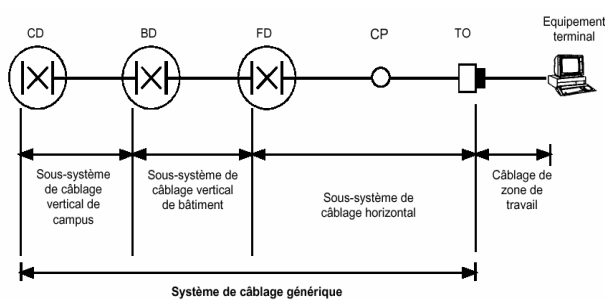 Equipement
terminal
CD
BD
FD
CP
TO
Sous-système
de câblage
vertical de
campus
Sous-système de
câblage vertical
de bâtiment
Sous-système de
câblage horizontal
Câblage de
zone de
travail
Système de câblage générique